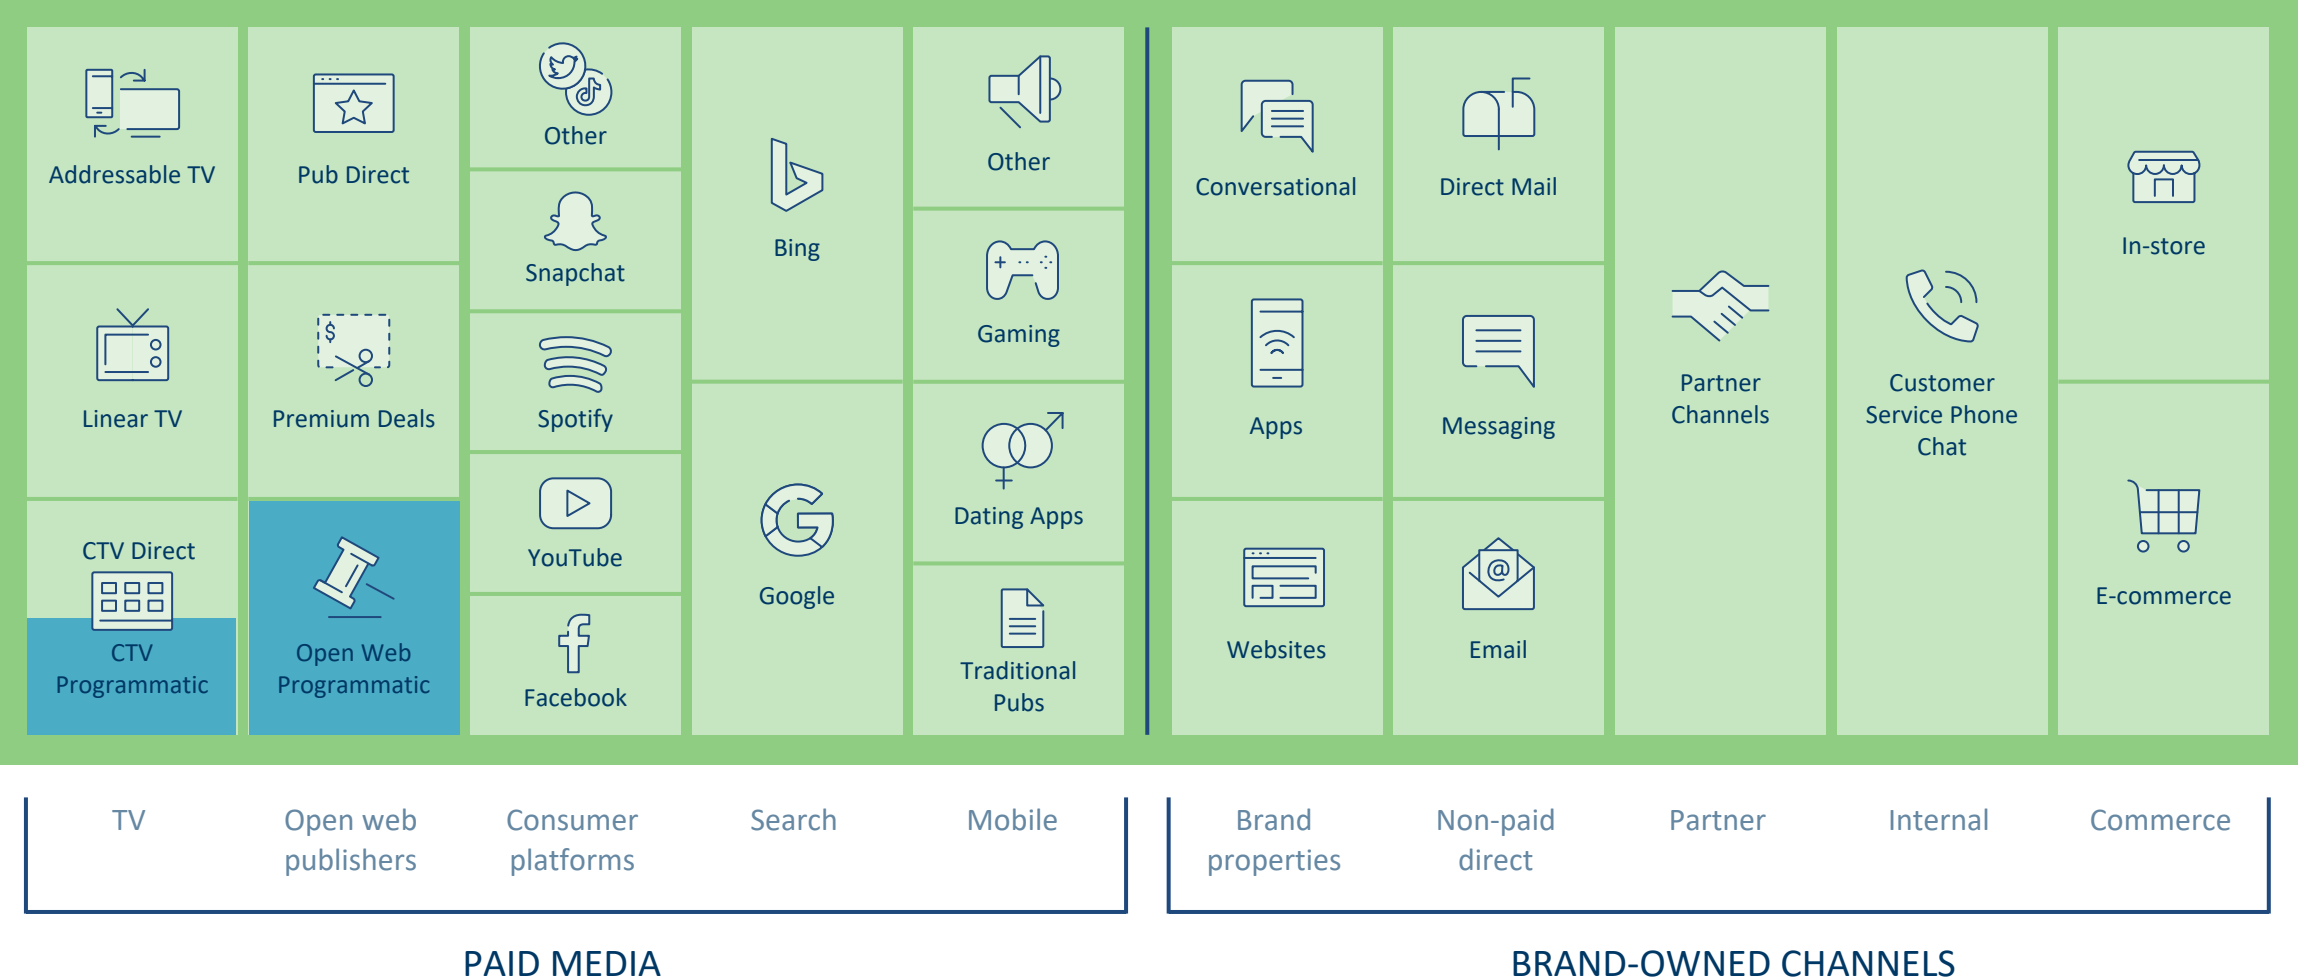 Addressable TV
Linear TV
CTV Direct
CTV
Programmatic
Pub Direct
$
Premium Deals
Open Web
Programmatic
Other
Snapchat
Spotify
YouTube
Facebook
Bing
Google
Other
Gaming
Dating Apps
Traditional
Pubs
Conversational
Apps
Websites
Direct Mail
Messaging
@
Email
Partner
Channels
Customer
Service Phone
Chat
In-store
E-commerce
TV
Open web
publishers
Consumer
platforms
Search
Mobile
Brand
properties
Non-paid
direct
Partner
Internal
Commerce
PAID MEDIA
BRAND-OWNED CHANNELS